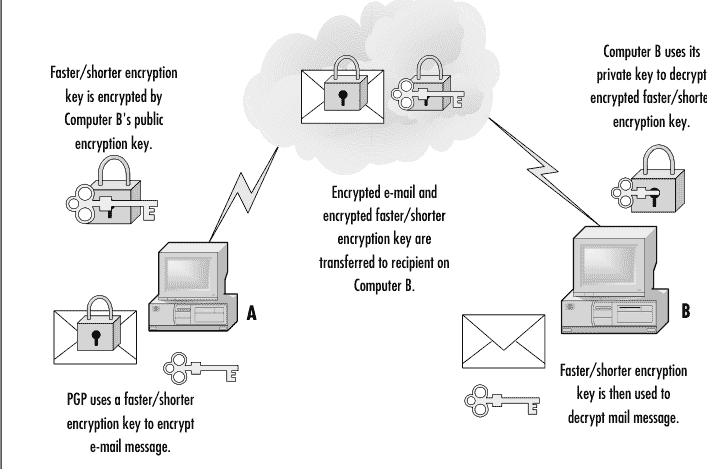 Faster/shorter encryption
key is encrypted by
Computer B's public
encryption key.
Computer B uses its
private key to decrypt
encrypted faster/shorte
encryption key.
Encrypted e-mail and
encrypted faster/shorter
encryption key are
transferred to recipient on
Computer B.
A
B
PGP uses a faster/shorter
encryption key to encrypt
e-mail message.
Faster/shorter encryption
key is then used to
decrypt mail message.